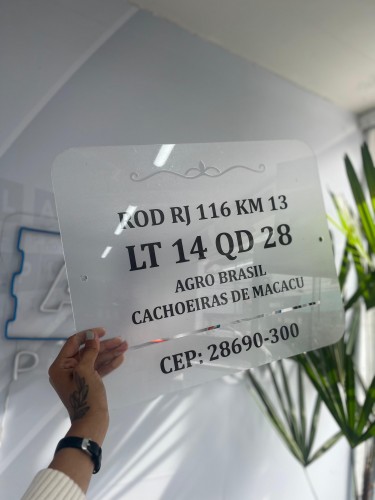 ROD RJ 116 KM 13
LT 14 QD 28
AGRO BRASIL
CACHOEIRAS DE MACACU
CEP: 28690-300